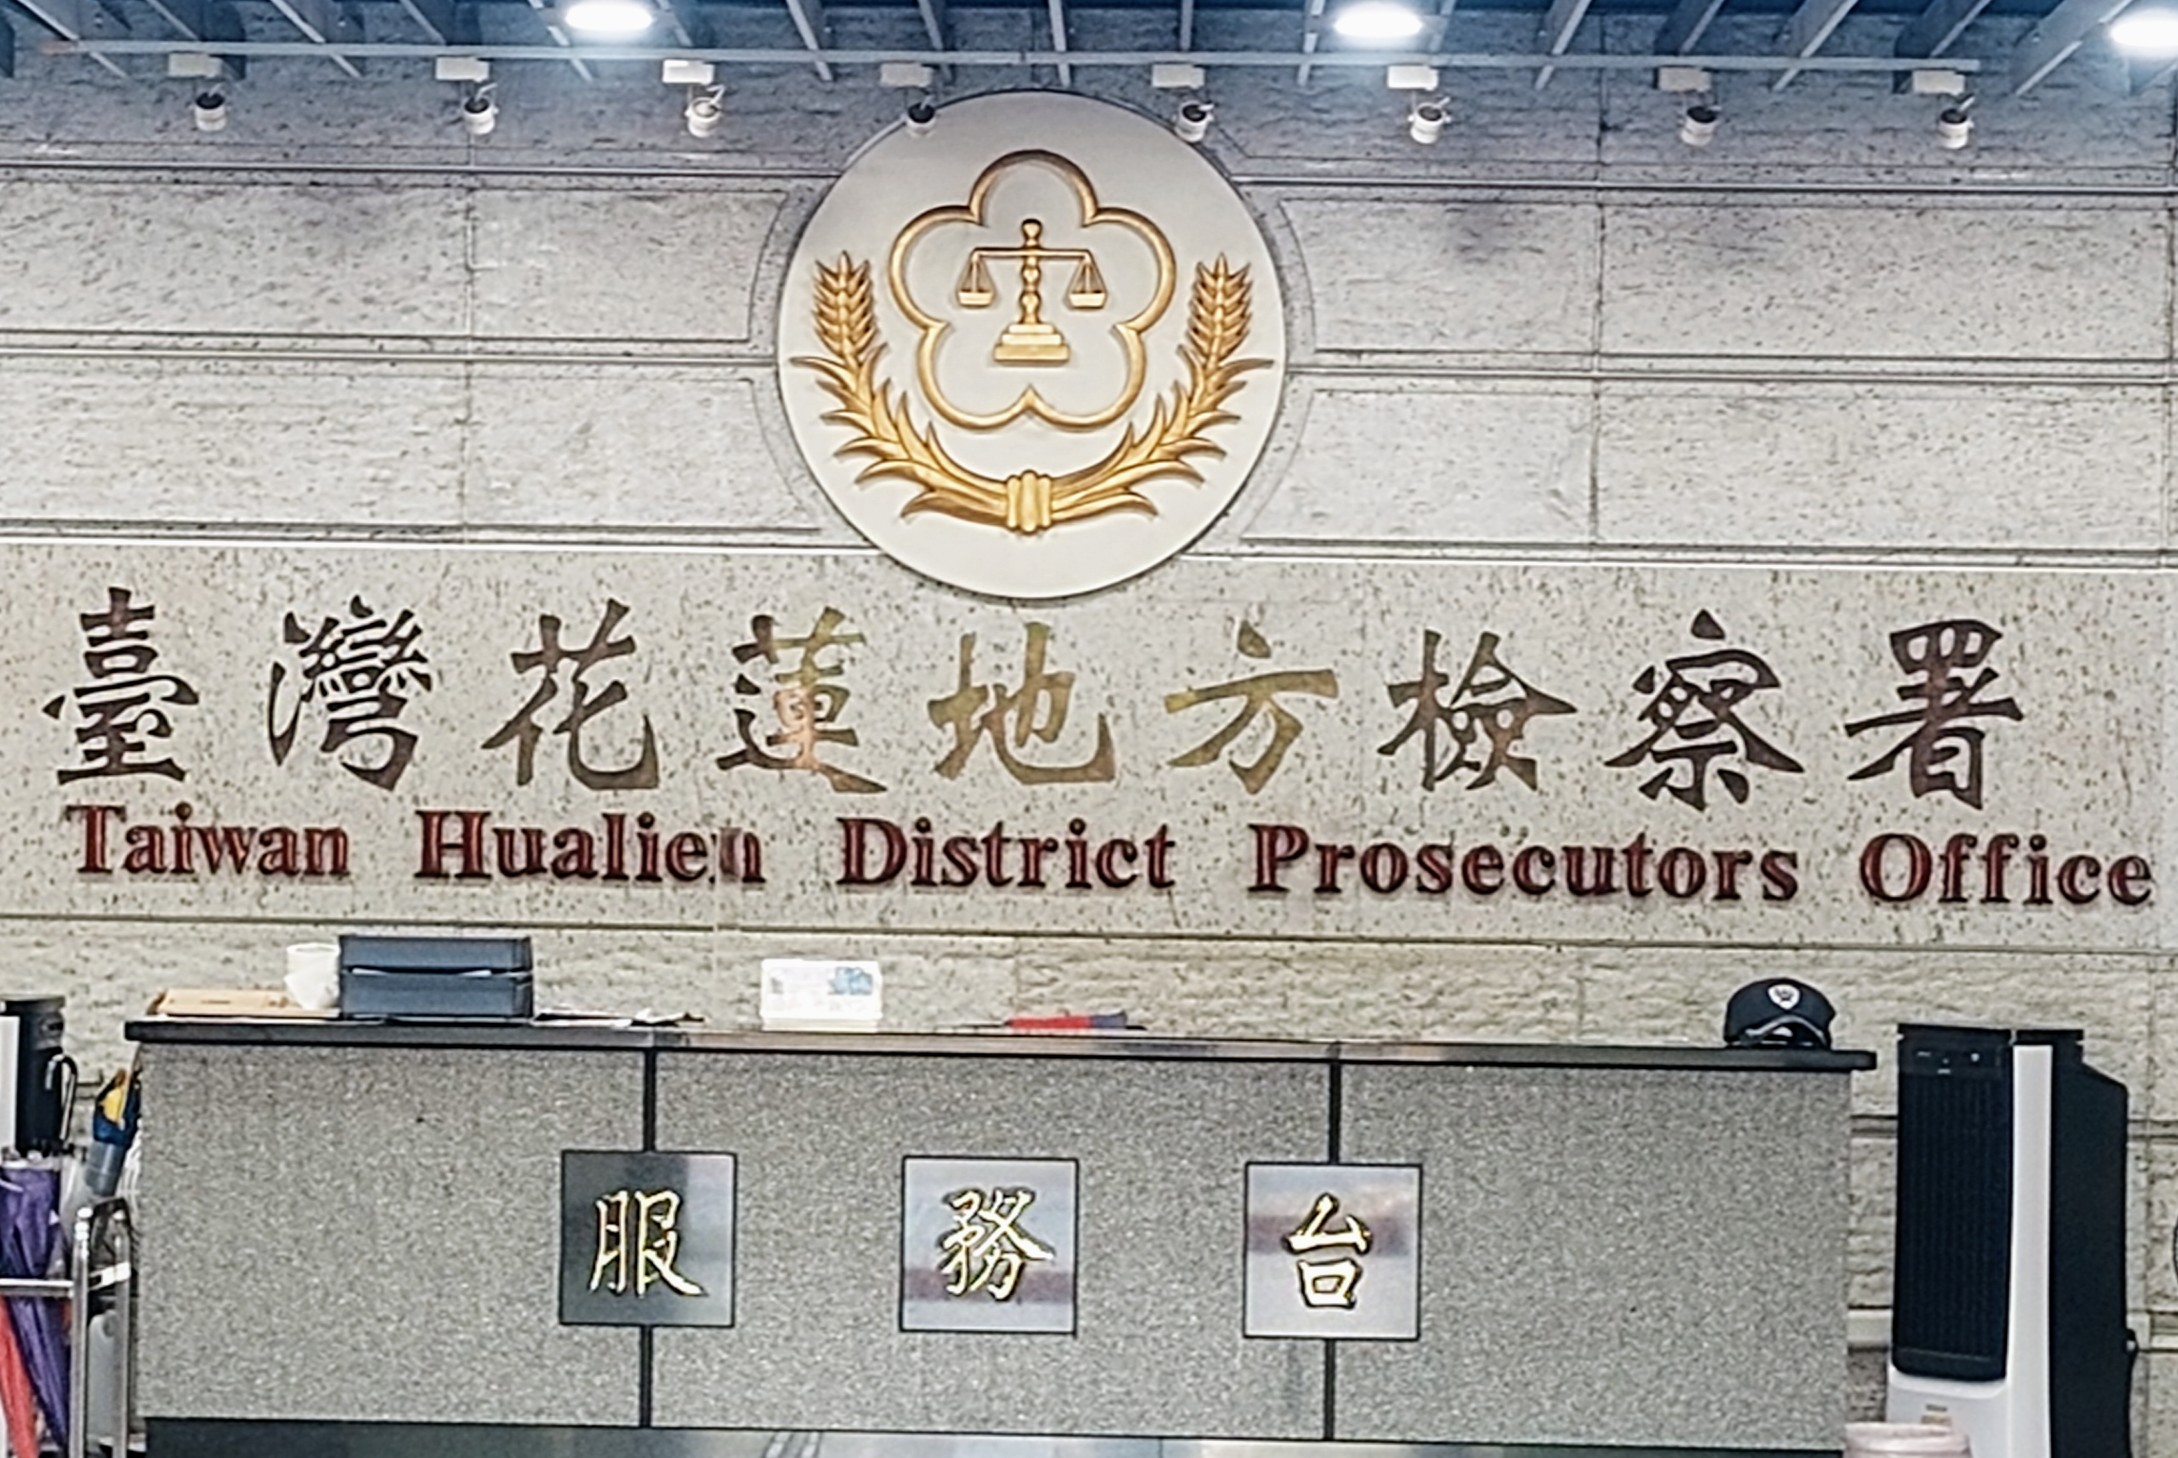 臺灣花蓮地方檢察署
Taiwan Hualien District Prosecutors Office
服務台